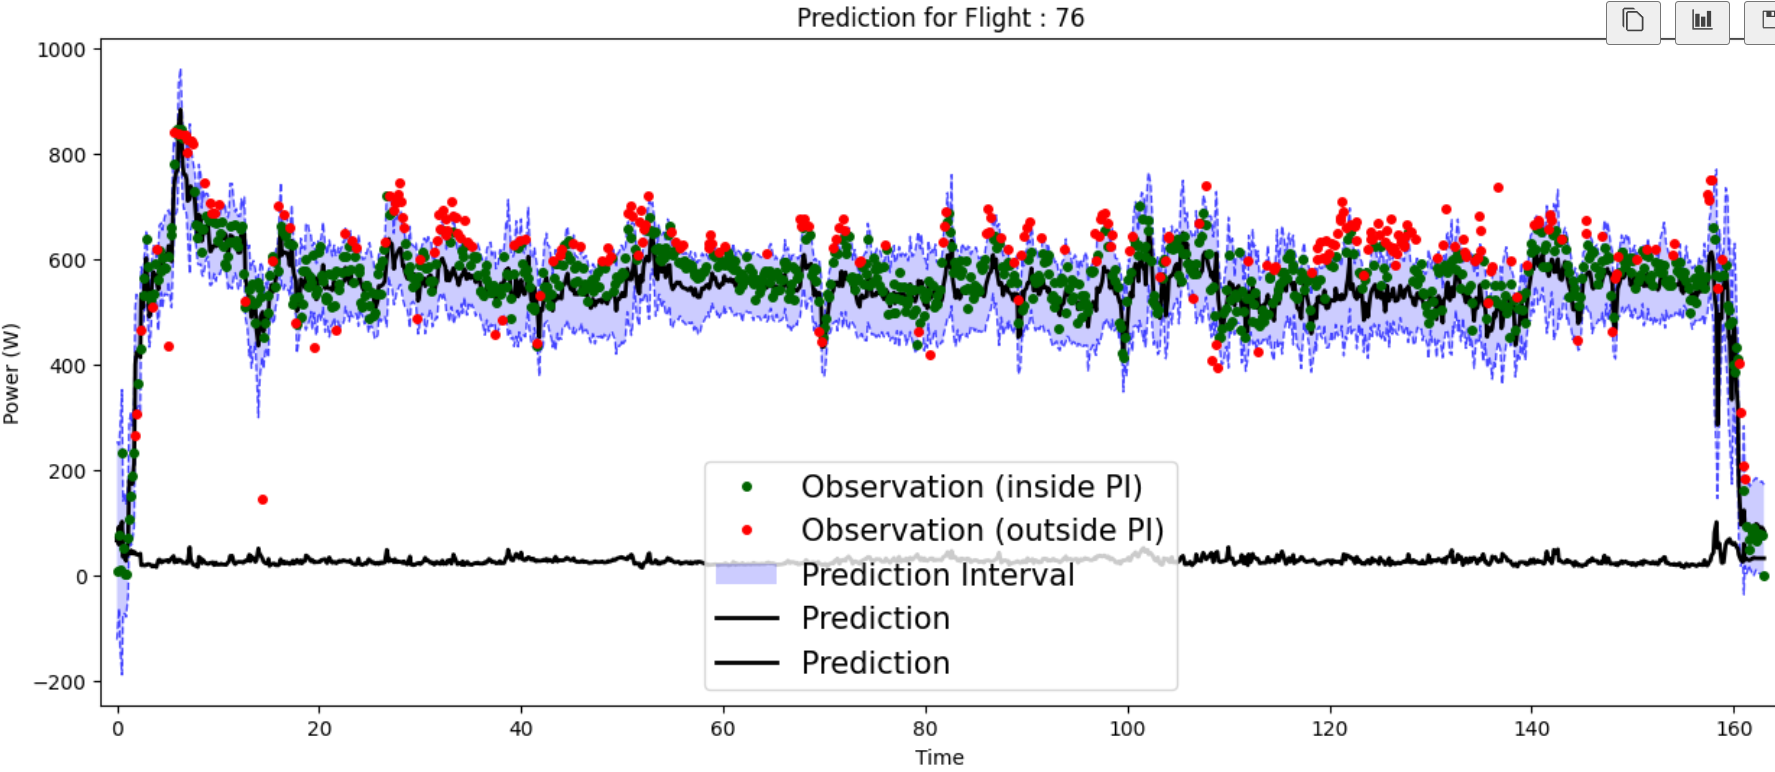 Prediction for Flight : 76
1000
800
600
400
200
0
−200
Power (W)
Observation (inside PI)
Observation (outside PI)
Prediction Interval
Prediction
Prediction
0 20 40 60 80 100 120 140 160
Time